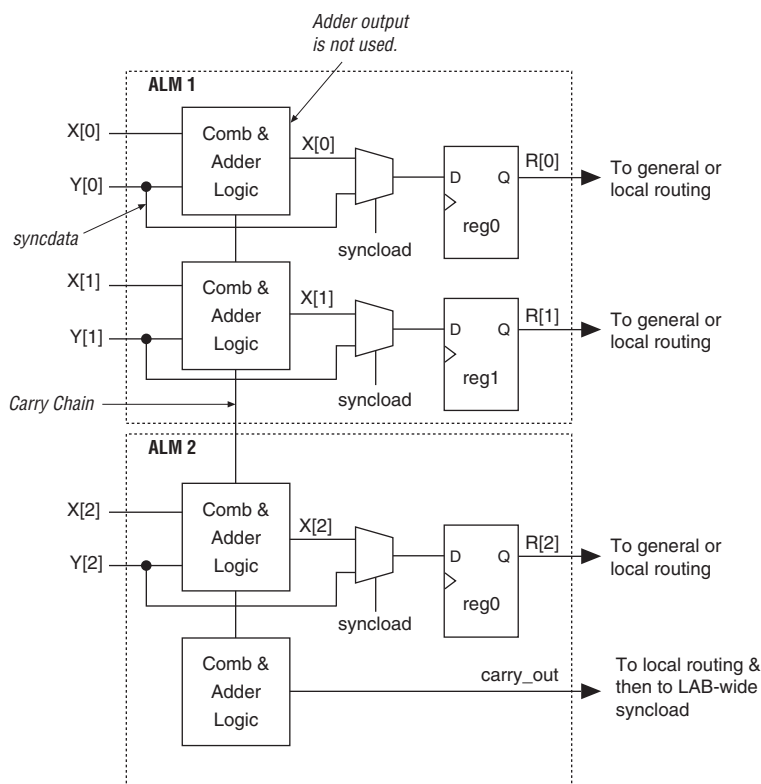 Adder output
is not used.
ALM 1
X[0]
Comb &
Adder
Logic
X[0]
Y[0]
D Q
reg0
R[0]
To general or
local routing
syncdata
syncload
X[1]
Comb &
Adder
Logic
X[1]
Y[1]
D Q
reg1
R[1]
To general or
local routing
syncload
Carry Chain
ALM 2
X[2]
Comb &
Adder
Logic
X[2]
Y[2]
D Q
reg0
R[2]
To general or
local routing
syncload
Comb &
Adder
Logic
carry_out
To local routing &
then to LAB-wide
syncload